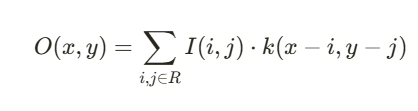 O(x, y) = ∑_{i,j∈R} I(i, j) · k(x − i, y − j)